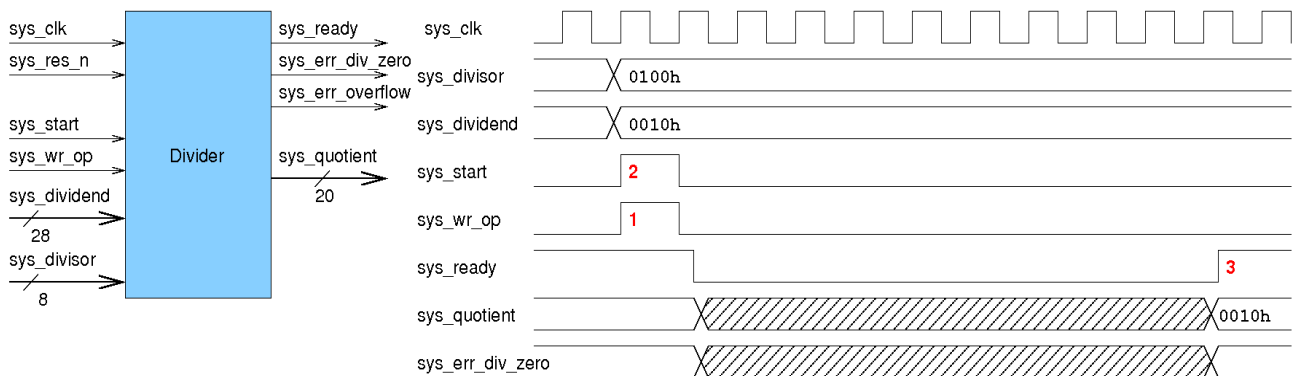 sys_clk
sys_res_n
sys_start
sys_wr_op
sys_dividend
28
sys_divisor
8
Divider
sys_ready
sys_err_div_zero
sys_err_overflow
sys_quotient
20
sys_clk
sys_divisor 0100h
sys_dividend 0010h
sys_start 2
sys_wr_op 1
sys_ready 3
sys_quotient 0010h
sys_err_div_zero